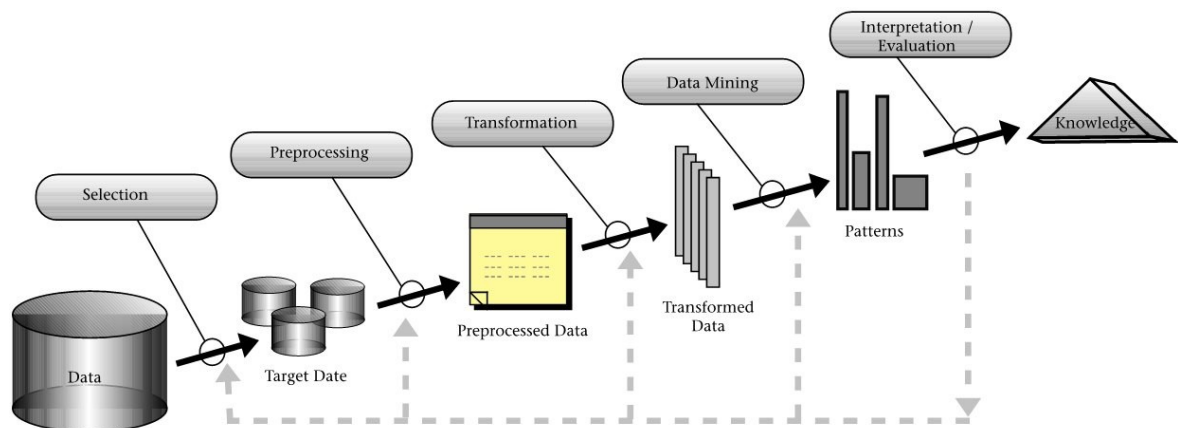 Interpretation /
Evaluation
Data Mining
Transformation
Preprocessing
Selection
Data
Target Date
Preprocessed Data
Transformed
Data
Patterns
Knowledge